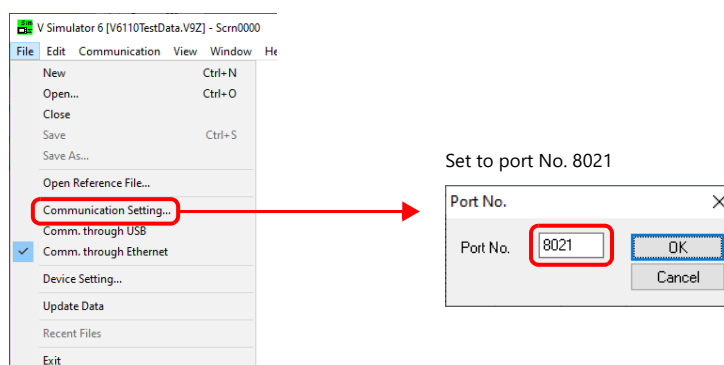 V Simulator 6 [V6110TestData.V9Z] - Scrn0000
File Edit Communication View Window He
New Ctrl+N
Open... Ctrl+O
Close
Save Ctrl+S
Save As...
Open Reference File...
Communication Setting...
Comm. through USB
Comm. through Ethernet
Device Setting...
Update Data
Recent Files
Exit
Set to port No. 8021
Port No.
Port No. 8021 OK
Cancel